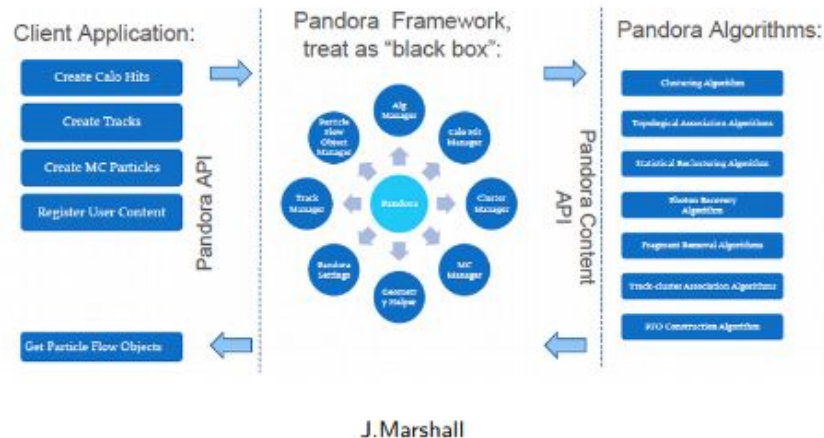 Client Application:
Create Calo Hits
Create Tracks
Create MC Particles
Register User Content
Get Particle Flow Objects
Pandora API
Pandora Framework,
treat as “black box”:
Alg
Manager
Calo Hit
Manager
Cluster
Manager
MC
Manager
Geometr
y Helper
Pandora
Settings
Track
Manager
Particle
Flow
Object
Manager
Pandora
Pandora Content
API
Pandora Algorithms:
Clustering Algorithm
Topological Association Algorithms
Statistical Reclustering Algorithm
Photon Recovery
Algorithm
Fragment Removal Algorithms
Track-cluster Association Algorithms
PFO Construction Algorithm
J.Marshall